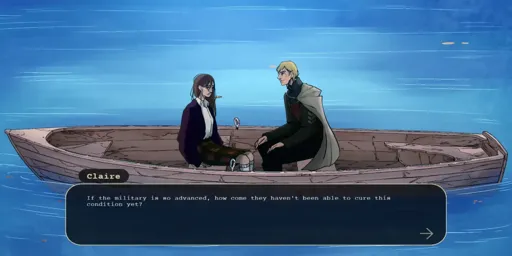 Claire
If the military is so advanced, how come they haven't been able to cure this
condition yet?